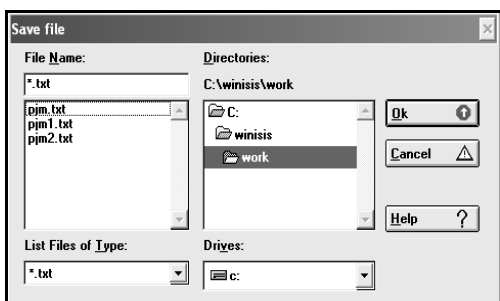 Save file
File Name:
*.txt
pjm.txt
pjm1.txt
pjm2.txt
List Files of Type:
*.txt
Directories:
C:\winisis\work
C:
winisis
work
Drives:
c:
Ok
Cancel
Help